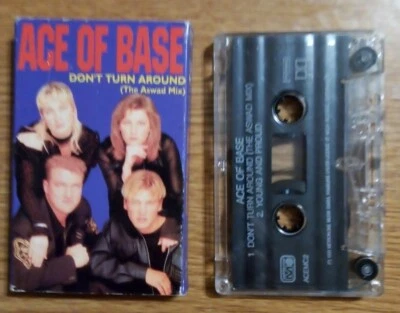 ACE OF BASE
DON'T TURN AROUND
(The Aswad Mix)
ACE OF BASE
1. DON'T TURN AROUND (THE ASWAD MIX)
2. YOUNG AND PROUD
ACEMC2